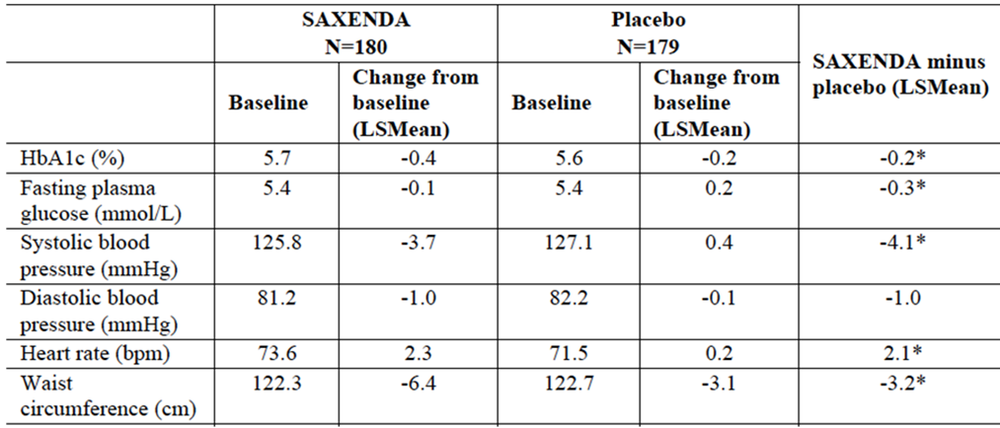 SAXENDA
N=180
Placebo
N=179
SAXENDA minus
placebo (LSMean)
Baseline
Change from
baseline
(LSMean)
Baseline
Change from
baseline
(LSMean)
HbA1c (%) 5.7 -0.4 5.6 -0.2 -0.2*
Fasting plasma 5.4 -0.1 5.4 0.2 -0.3*
glucose (mmol/L)
Systolic blood 125.8 -3.7 127.1 0.4 -4.1*
pressure (mmHg)
Diastolic blood 81.2 -1.0 82.2 -0.1 -1.0
pressure (mmHg)
Heart rate (bpm) 73.6 2.3 71.5 0.2 2.1*
Waist 122.3 -6.4 122.7 -3.1 -3.2*
circumference (cm)